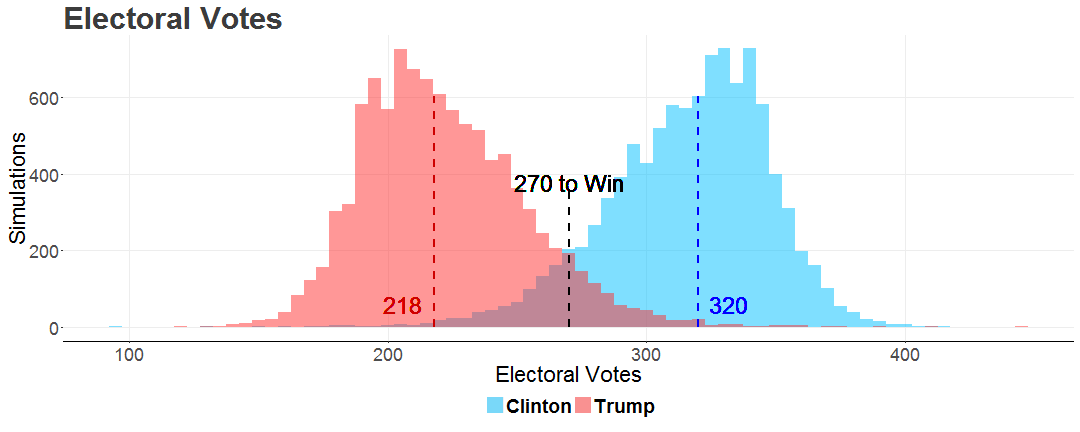 Electoral Votes
Simulations
600
400
200
0
270 to Win
218
320
100 200 300 400
Electoral Votes
Clinton Trump